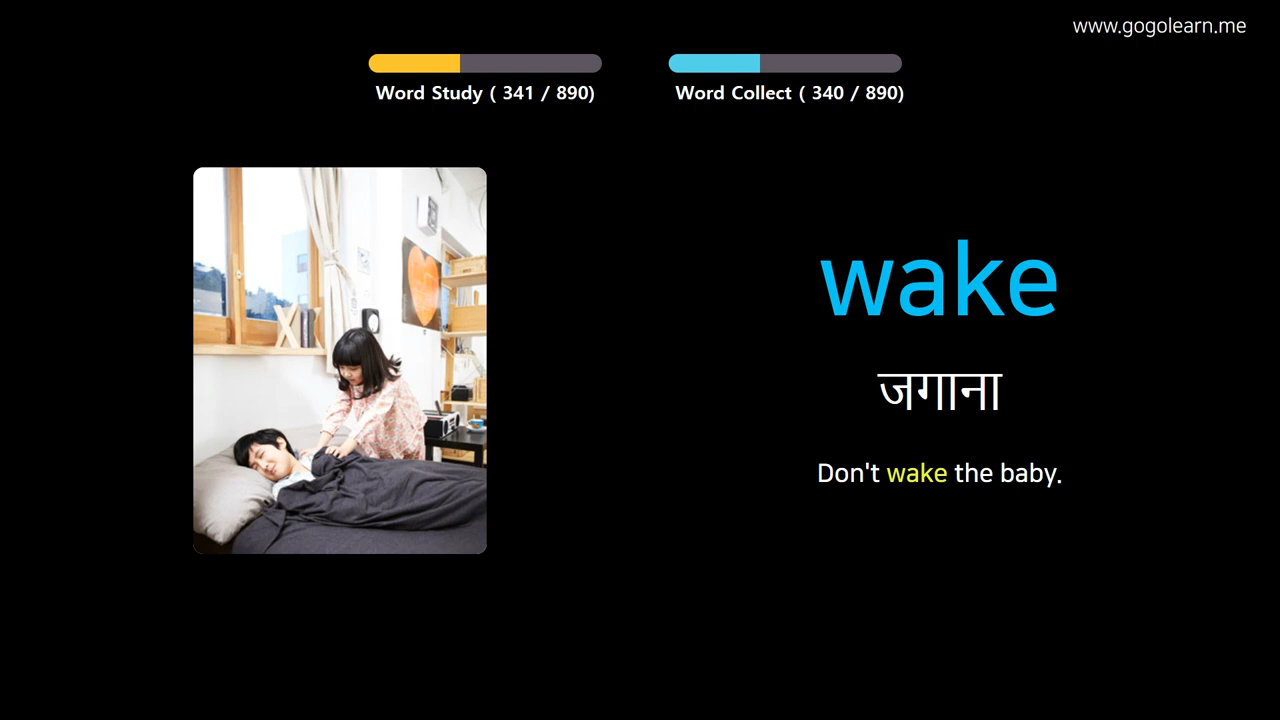 www.gogolearn.me
Word Study ( 341 / 890)
Word Collect ( 340 / 890)
wake
जगाना
Don't wake the baby.